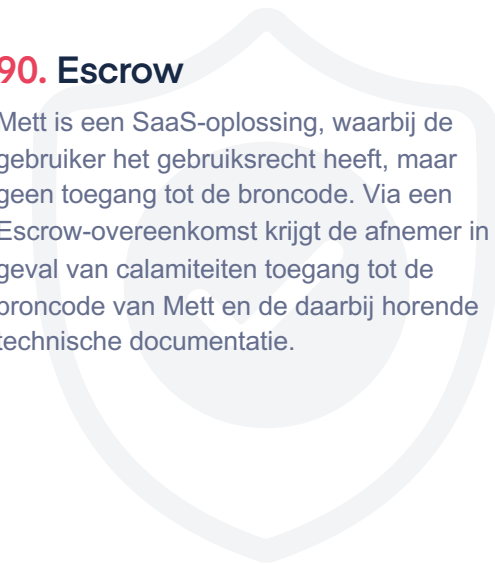 90. Escrow
Mett is een SaaS-oplossing, waarbij de
gebruiker het gebruiksrecht heeft, maar
geen toegang tot de broncode. Via een
Escrow-overeenkomst krijgt de afnemer in
geval van calamiteiten toegang tot de
broncode van Mett en de daarbij horende
technische documentatie.